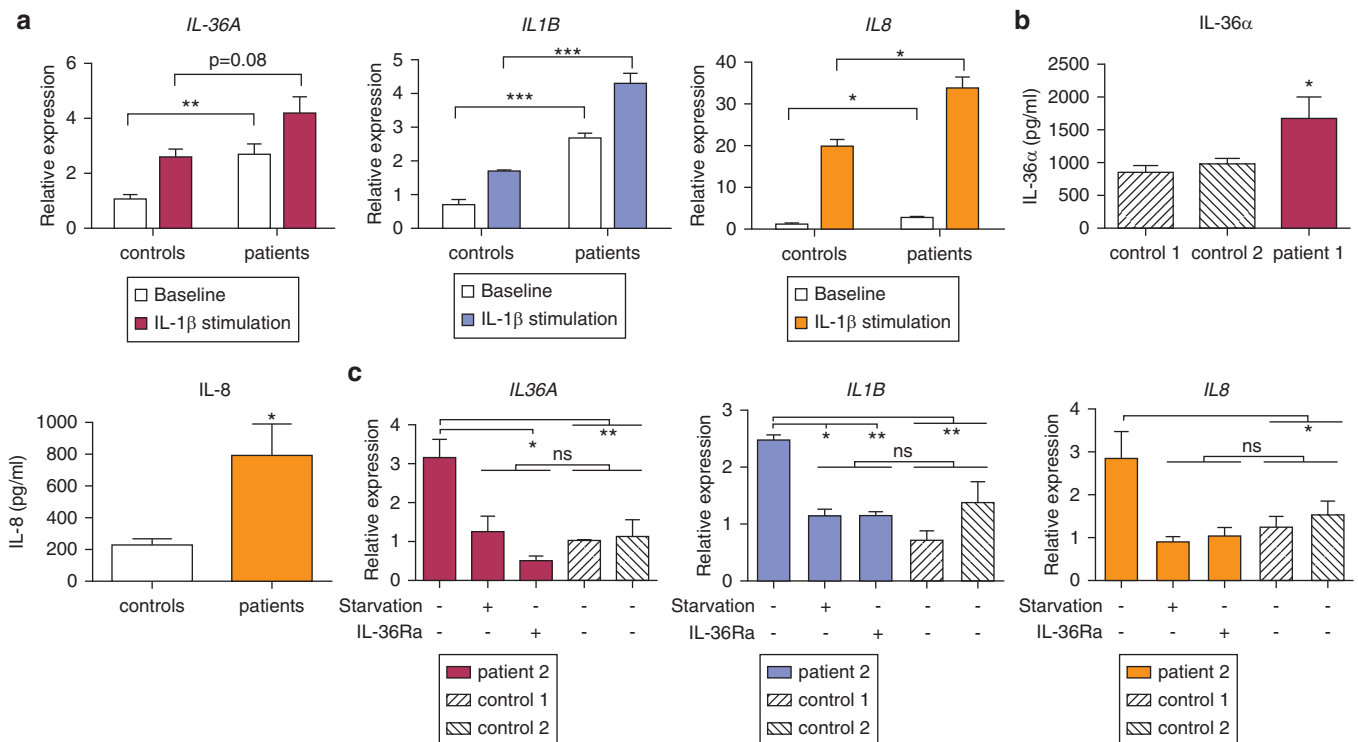 a
IL-36A
Relative expression
6
4
2
0
**
p=0.08
controls
patients
Baseline
IL-1β stimulation
IL1B
Relative expression
5
4
3
2
1
0
***
***
controls
patients
Baseline
IL-1β stimulation
IL8
Relative expression
40
30
20
10
0
*
*
controls
patients
Baseline
IL-1β stimulation
b
IL-36α
IL-36α (pg/ml)
2500
2000
1500
1000
500
0
*
control 1
control 2
patient 1
IL-8
IL-8 (pg/ml)
1000
800
600
400
200
0
*
controls
patients
c
IL36A
Relative expression
4
3
2
1
0
*
**
ns
Starvation - + - - -
IL-36Ra - - + - -
patient 2
control 1
control 2
IL1B
Relative expression
3
2
1
0
*
**
**
ns
Starvation - + - - -
IL-36Ra - - + - -
patient 2
control 1
control 2
IL8
Relative expression
4
3
2
1
0
*
ns
Starvation - + - - -
IL-36Ra - - + - -
patient 2
control 1
control 2